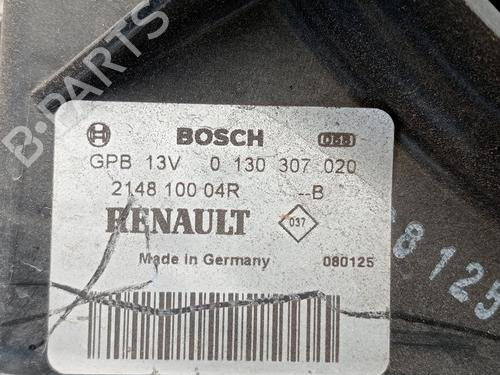 BOSCH
GPB 13V 0 130 307 020
2148 100 04R --B
RENAULT
037
Made in Germany 080125
8 125
B-PARTS